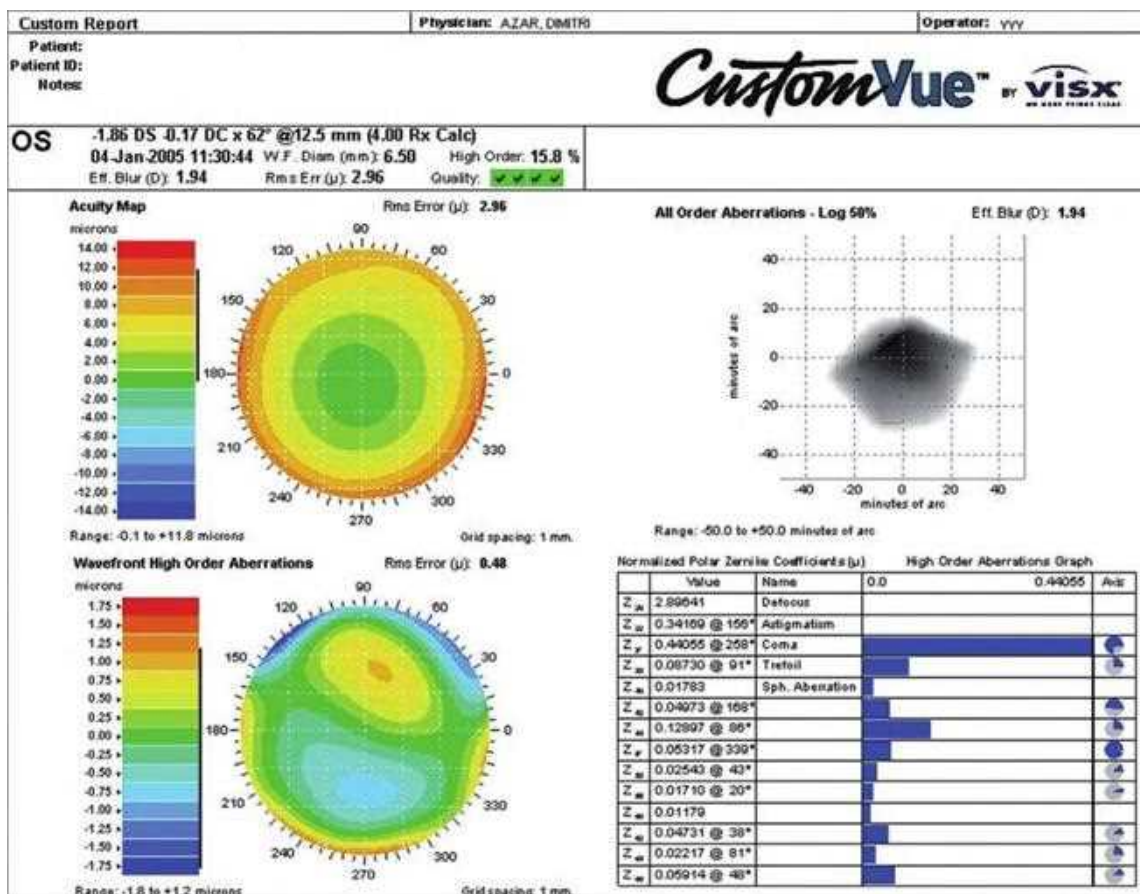 Custom Report Physician: AZAR, DIMITRI Operator: YYY
Patient:
Patient ID:
Notes:
CustomVue™ BY VISX
OS -1.86 DS -0.17 DC x 62° @12.5 mm (4.00 Rx Calc)
04-Jan-2005 11:30:44 W.F. Diam (mm): 6.50 High Order: 15.8 %
Eff. Blur (D): 1.94 Rms Err (µ): 2.96 Quality: ✓ ✓ ✓ ✓
Acuity Map Rms Error (µ): 2.96
microns
14.00
12.00
10.00
8.00
6.00
4.00
2.00
0.00
-2.00
-4.00
-6.00
-8.00
-10.00
-12.00
-14.00
90
120 60
150 30
180 0
210 330
240 300
270
Range: -0.1 to +11.8 microns Grid spacing: 1 mm.
All Order Aberrations - Log 50% Eff. Blur (D): 1.94
minutes of arc
40
20
0
-20
-40
-40 -20 0 20 40
minutes of arc
Range: -50.0 to +50.0 minutes of arc
Wavefront High Order Aberrations Rms Error (µ): 0.48
microns
1.75
1.50
1.25
1.00
0.75
0.50
0.25
0.00
-0.25
-0.50
-0.75
-1.00
-1.25
-1.50
-1.75
90
120 60
150 30
180 0
210 330
240 300
270
Range: -1.8 to +1.2 microns Grid spacing: 1 mm.
Normalized Polar Zernike Coefficients (µ) High Order Aberrations Graph
Value Name 0.0 0.44055 Axis
Z 2.89641 Defocus
Z 0.34169 @ 156° Astigmatism
Z 0.44055 @ 258° Coma
Z 0.08730 @ 91° Trefoil
Z 0.01783 Sph. Aberration
Z 0.04973 @ 168°
Z 0.12897 @ 86°
Z 0.05317 @ 339°
Z 0.02543 @ 43°
Z 0.01710 @ 20°
Z 0.01179
Z 0.04731 @ 38°
Z 0.02217 @ 81°
Z 0.05914 @ 48°